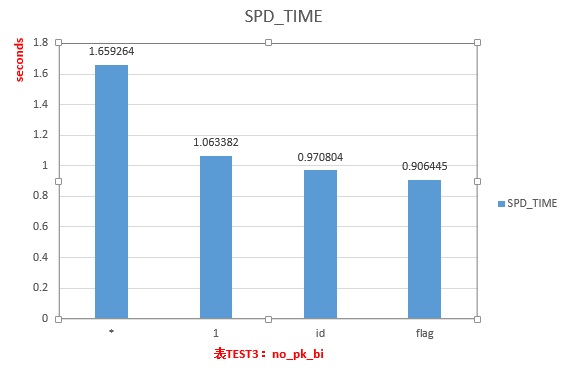 SPD_TIME
seconds
1.8
1.6
1.4
1.2
1
0.8
0.6
0.4
0.2
0
1.659264
1.063382
0.970804
0.906445
* 1 id flag
表TEST3：no_pk_bi
SPD_TIME